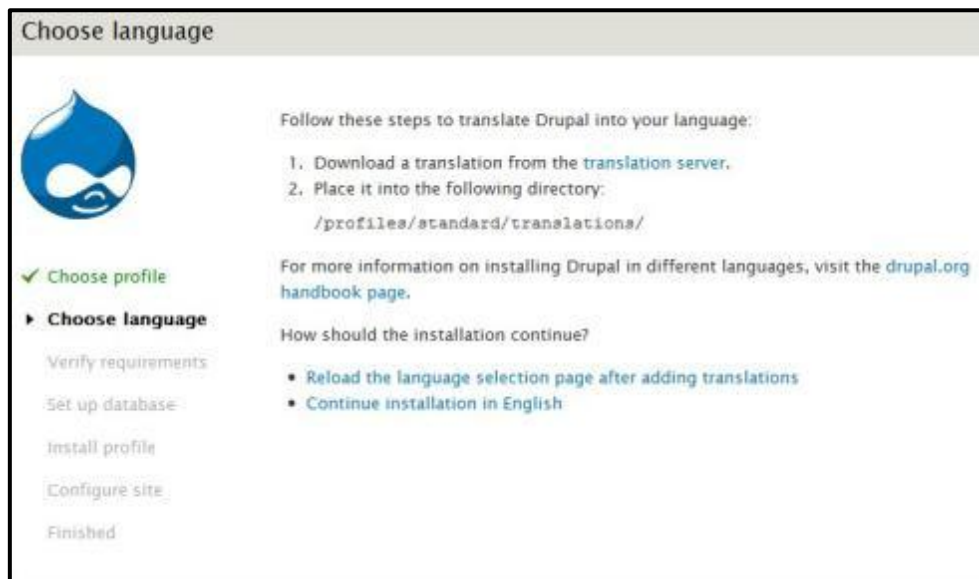 Choose language
Follow these steps to translate Drupal into your language:
1. Download a translation from the translation server.
2. Place it into the following directory:
/profiles/standard/translations/
For more information on installing Drupal in different languages, visit the drupal.org
handbook page.
How should the installation continue?
• Reload the language selection page after adding translations
• Continue installation in English
Choose profile
Choose language
Verify requirements
Set up database
Install profile
Configure site
Finished